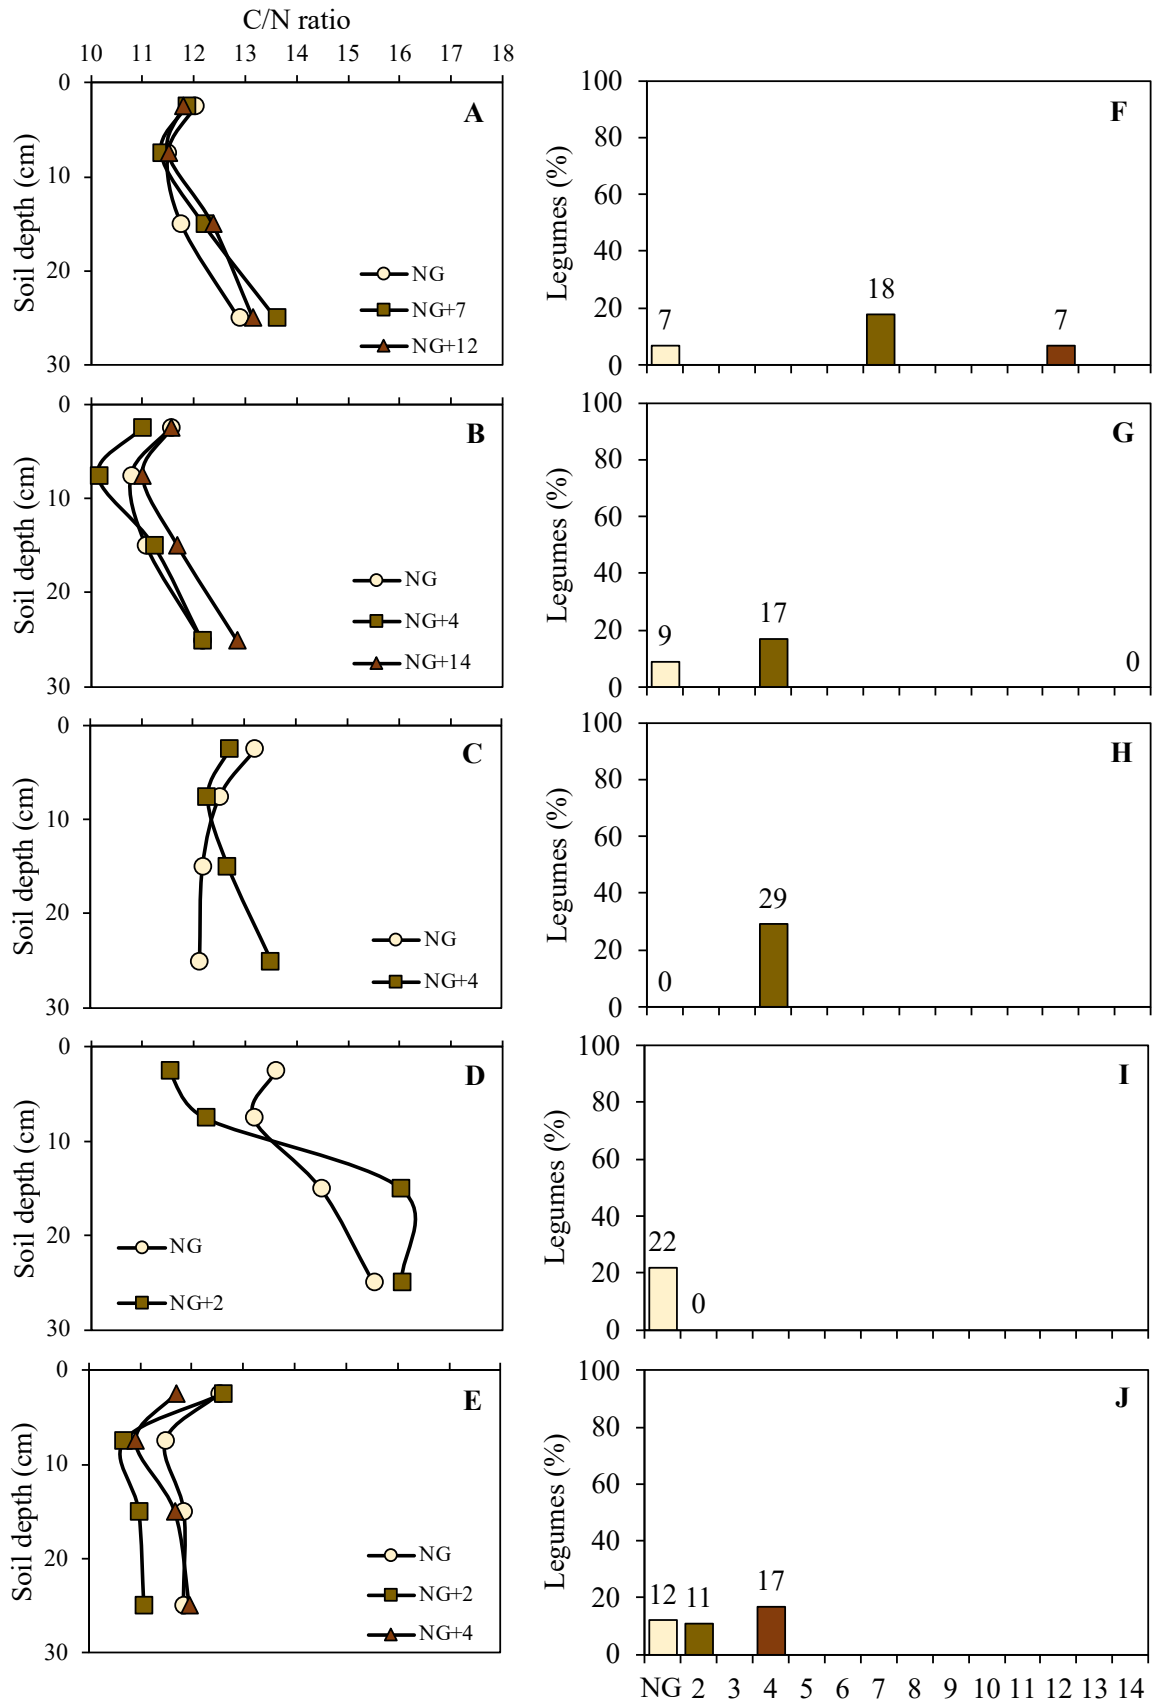 C/N ratio
10 11 12 13 14 15 16 17 18
0
10
20
30
Soil depth (cm)
A
NG
NG+7
NG+12
100
80
60
40
20
0
Legumes (%)
F
7
18
7
0
10
20
30
Soil depth (cm)
B
NG
NG+4
NG+14
100
80
60
40
20
0
Legumes (%)
G
9
17
0
0
10
20
30
Soil depth (cm)
C
NG
NG+4
100
80
60
40
20
0
Legumes (%)
H
0
29
0
10
20
30
Soil depth (cm)
D
NG
NG+2
100
80
60
40
20
0
Legumes (%)
I
22
0
0
10
20
30
Soil depth (cm)
E
NG
NG+2
NG+4
100
80
60
40
20
0
Legumes (%)
J
12
11
17
NG 2 3 4 5 6 7 8 9 10 11 12 13 14